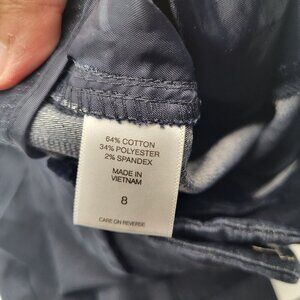 64% COTTON
34% POLYESTER
2% SPANDEX
MADE IN
VIETNAM
8
CARE ON REVERSE